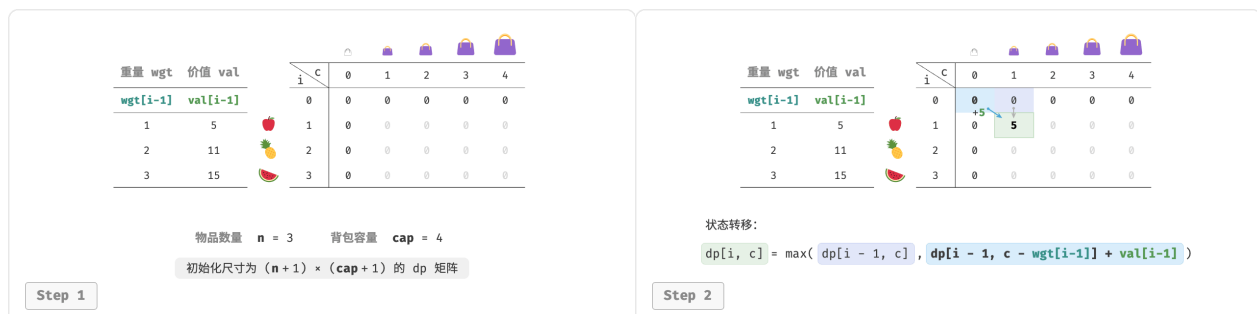 重量 wgt 价值 val
i c 0 1 2 3 4
wgt[i-1] val[i-1] 0 0 0 0 0 0
1 5 1 0 0 0 0 0
2 11 2 0 0 0 0 0
3 15 3 0 0 0 0 0
物品数量 n = 3 背包容量 cap = 4
初始化尺寸为 (n + 1) × (cap + 1) 的 dp 矩阵
Step 1
重量 wgt 价值 val
i c 0 1 2 3 4
wgt[i-1] val[i-1] 0 0 0 0 0 0
+5
1 5 1 0 5 0 0 0
2 11 2 0 0 0 0 0
3 15 3 0 0 0 0 0
状态转移:
dp[i, c] = max( dp[i - 1, c] , dp[i - 1, c - wgt[i-1]] + val[i-1] )
Step 2